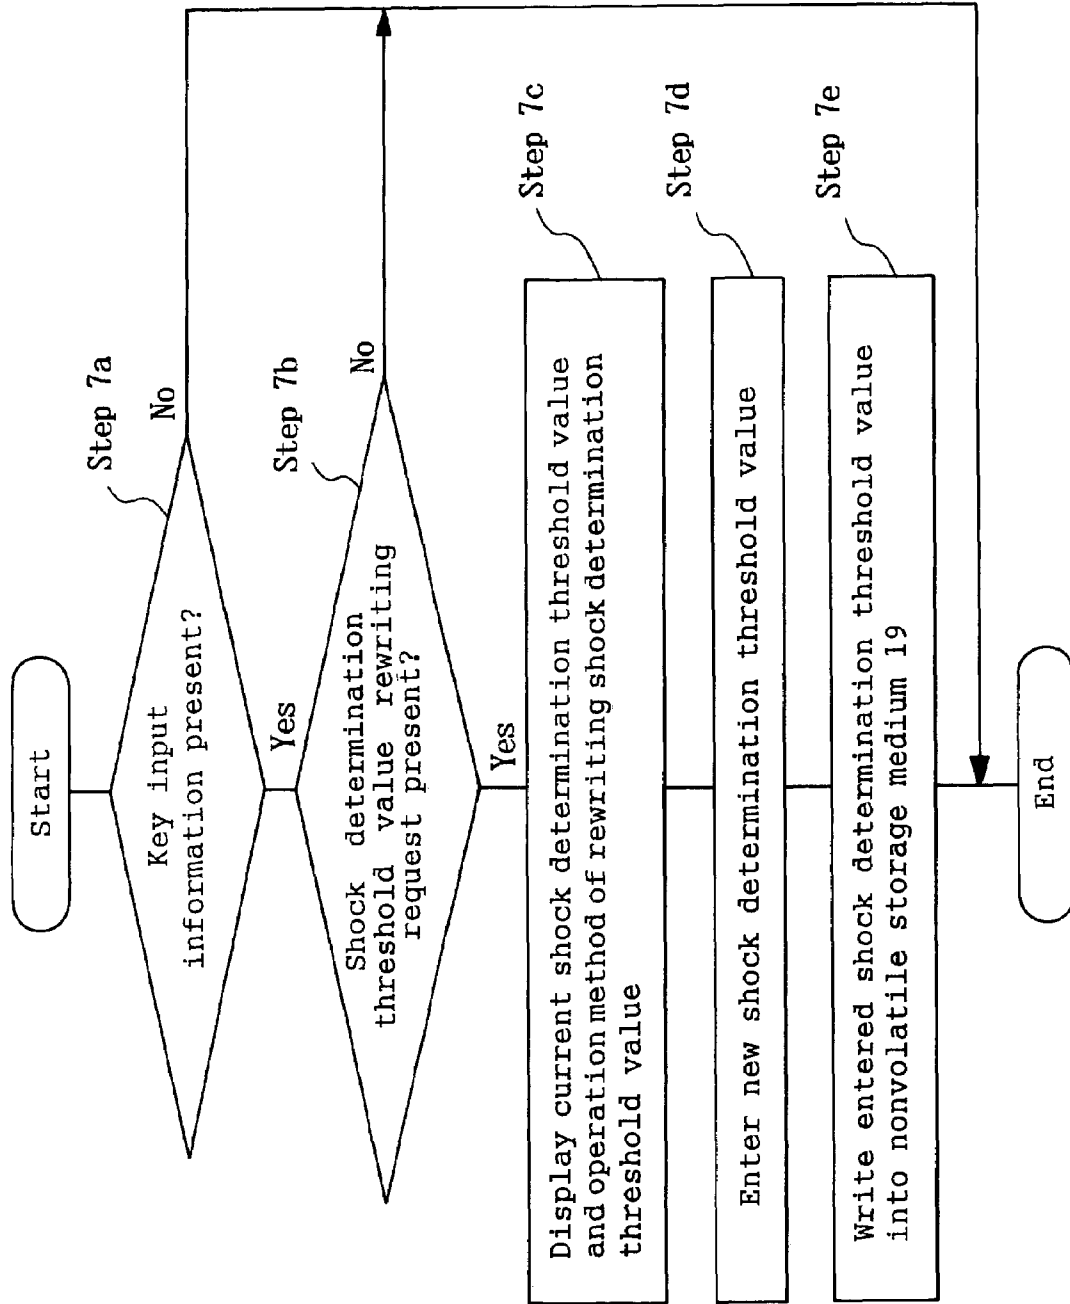 Start
Step 7a
Key input
information present?
No
Yes
Step 7b
Shock determination
threshold value rewriting
request present?
No
Yes
Step 7c
Display current shock determination threshold value
and operation method of rewriting shock determination
threshold value
Step 7d
Enter new shock determination threshold value
Step 7e
Write entered shock determination threshold value
into nonvolatile storage medium 19
End